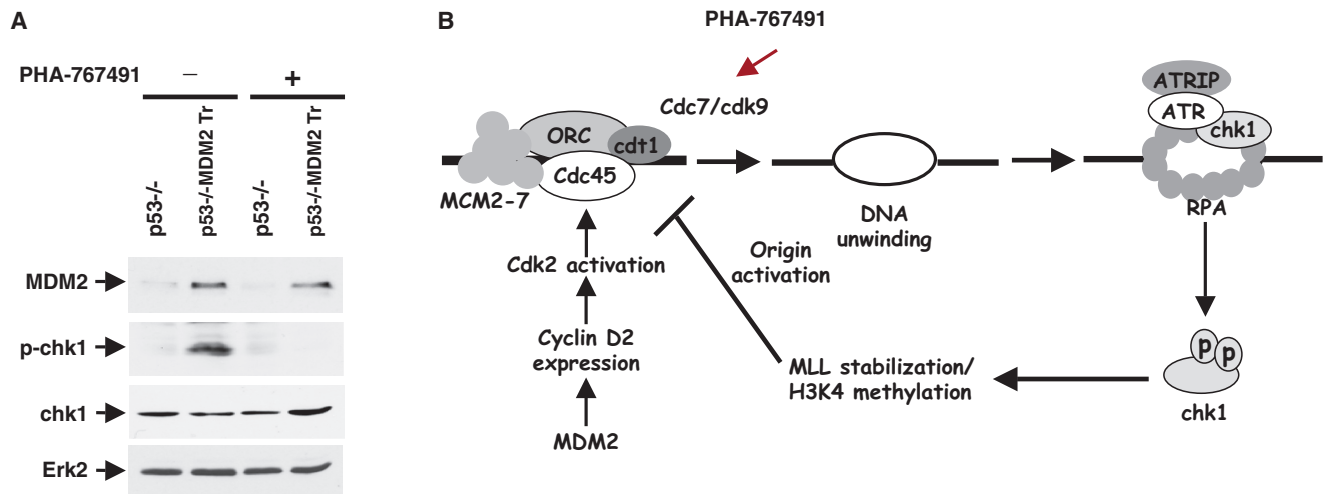 A
PHA-767491
– +
p53-/-
p53-/-MDM2 Tr
p53-/-
p53-/-MDM2 Tr
MDM2
p-chk1
chk1
Erk2
B
PHA-767491
Cdc7/cdk9
ORC
cdt1
Cdc45
MCM2-7
DNA
unwinding
ATRIP
ATR
chk1
RPA
Cdk2 activation
Origin
activation
Cyclin D2
expression
MDM2
MLL stabilization/
H3K4 methylation
P P
chk1